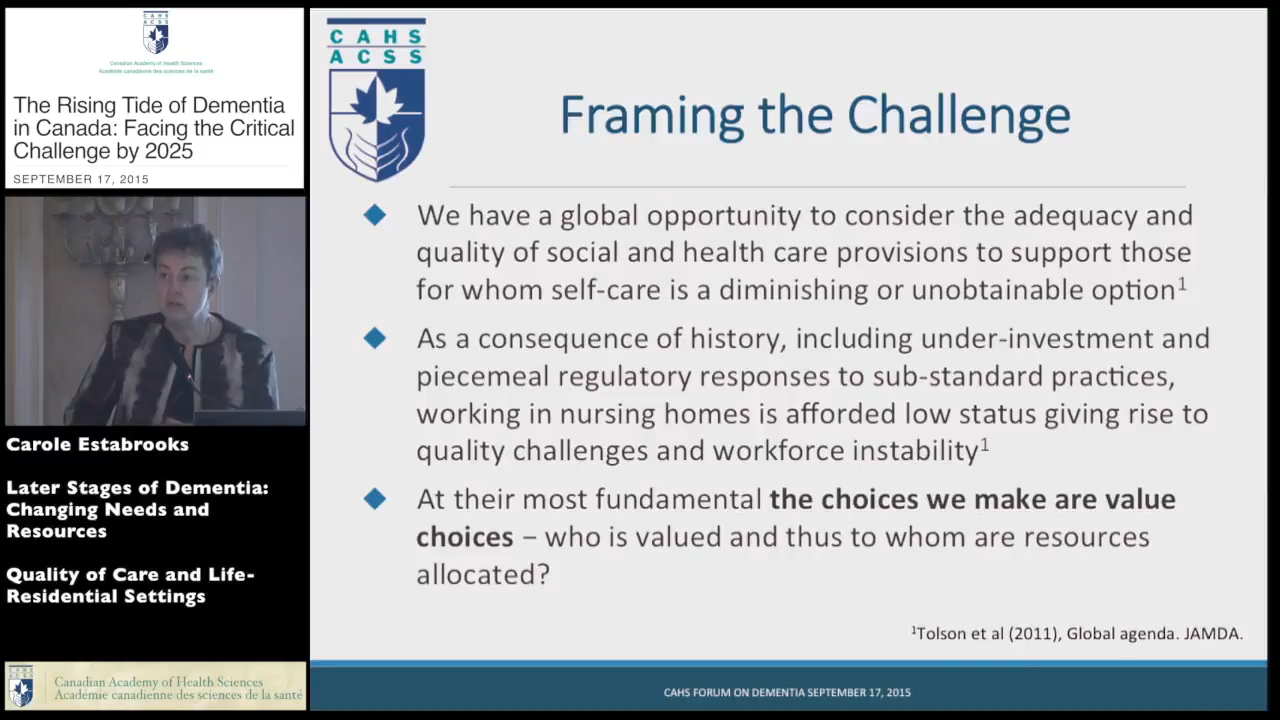 CAHS
ACSS
Canadian Academy of Health Sciences
Académie canadienne des sciences de la santé
The Rising Tide of Dementia
in Canada: Facing the Critical
Challenge by 2025
SEPTEMBER 17, 2015
Carole Estabrooks
Later Stages of Dementia:
Changing Needs and
Resources
Quality of Care and Life-
Residential Settings
CAHS
ACSS
Canadian Academy of Health Sciences
Académie canadienne des sciences de la santé
CAHS
ACSS
Framing the Challenge
◆ We have a global opportunity to consider the adequacy and
quality of social and health care provisions to support those
for whom self-care is a diminishing or unobtainable option¹
◆ As a consequence of history, including under-investment and
piecemeal regulatory responses to sub-standard practices,
working in nursing homes is afforded low status giving rise to
quality challenges and workforce instability¹
◆ At their most fundamental the choices we make are value
choices – who is valued and thus to whom are resources
allocated?
¹Tolson et al (2011), Global agenda. JAMDA.
CAHS FORUM ON DEMENTIA SEPTEMBER 17, 2015